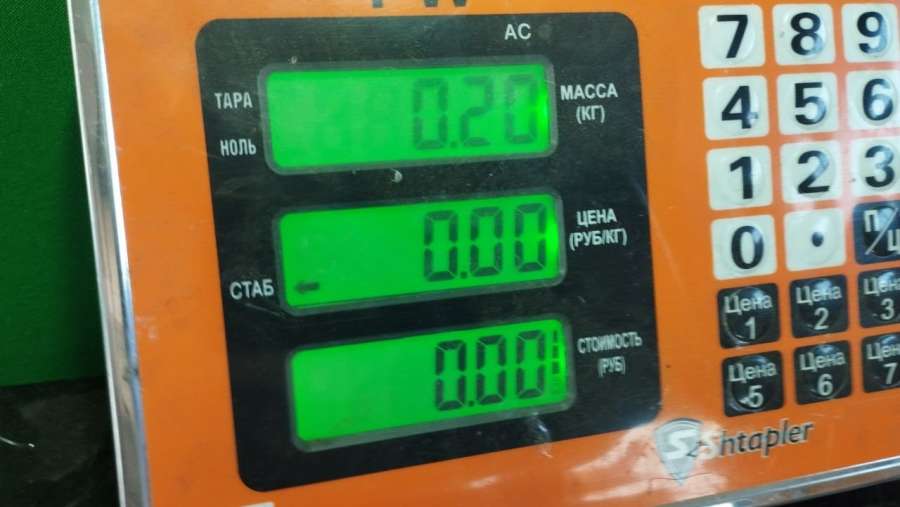 AC
ТАРА
0.20
МАССА
(КГ)
НОЛЬ
0.00
ЦЕНА
(РУБ/КГ)
СТАБ ←
0.00
СТОИМОСТЬ
(РУБ)
7 8 9
4 5 6
1 2 3
0 . П/Ц
Цена 1 Цена 2 Цена 3
Цена 5 Цена 6 Цена 7
Shtapler